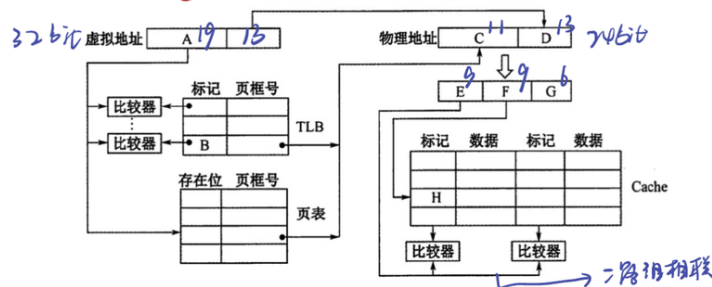 32bit 虚拟地址 A 19 13 物理地址 C 11 D 13 24bit
E 9 F 9 G 6
标记 页框号
比较器
比较器 B TLB
标记 数据 标记 数据
存在位 页框号
H Cache
页表
比较器 比较器
二路组相联